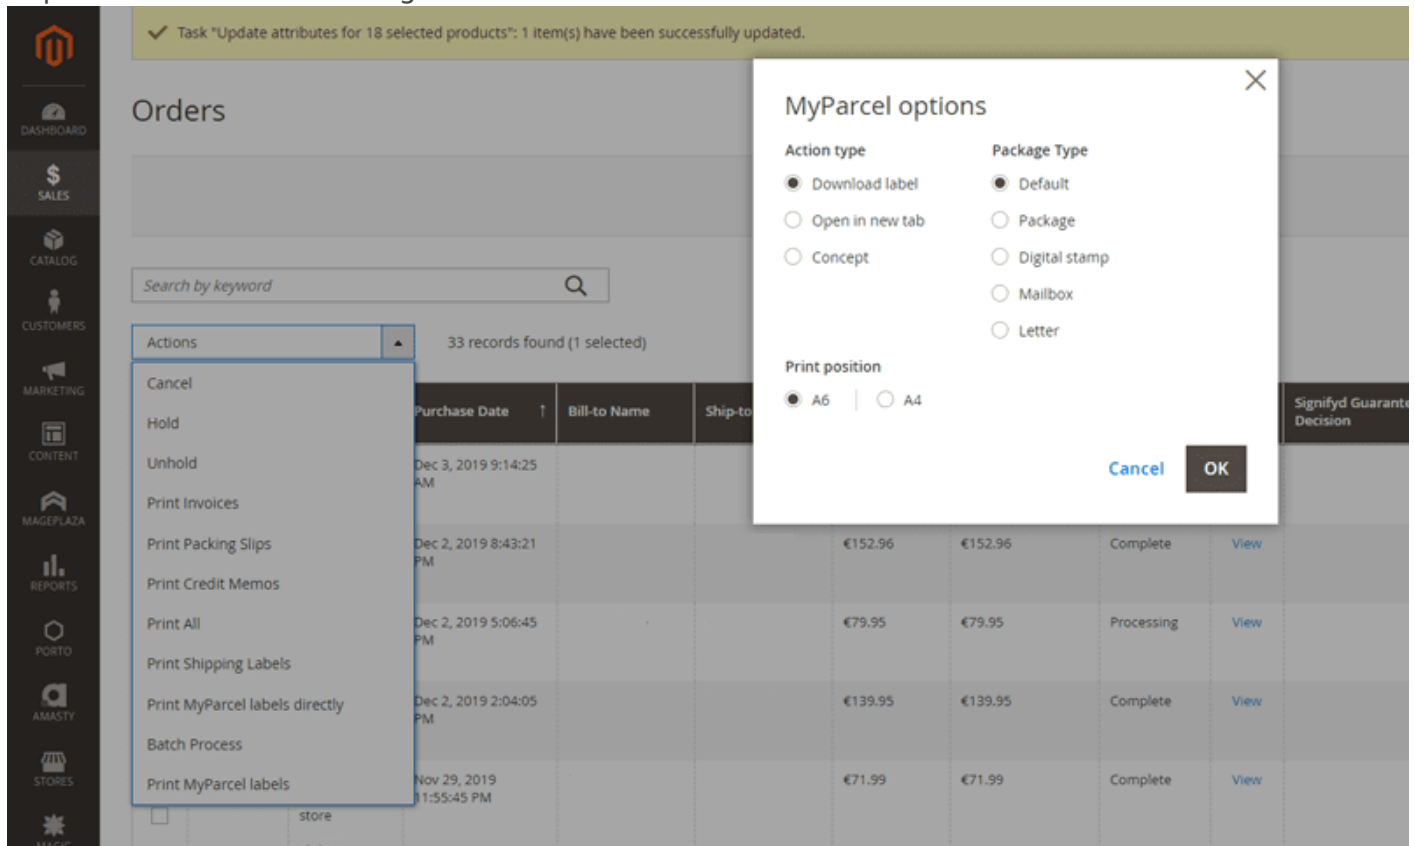 Task "Update attributes for 18 selected products": 1 item(s) have been successfully updated.
DASHBOARD
SALES
CATALOG
CUSTOMERS
MARKETING
CONTENT
MAGEPLAZA
REPORTS
PORTO
AMASTY
STORES
MAGIC
Orders
Search by keyword
Actions
33 records found (1 selected)
Cancel
Hold
Unhold
Print Invoices
Print Packing Slips
Print Credit Memos
Print All
Print Shipping Labels
Print MyParcel labels directly
Batch Process
Print MyParcel labels
store
Purchase Date ↑ Bill-to Name Ship-to
Signifyd Guarante
Decision
Dec 3, 2019 9:14:25
AM
Dec 2, 2019 8:43:21
PM
€152.96 €152.96 Complete View
Dec 2, 2019 5:06:45
PM
€79.95 €79.95 Processing View
Dec 2, 2019 2:04:05
PM
€139.95 €139.95 Complete View
Nov 29, 2019
11:55:45 PM
€71.99 €71.99 Complete View
MyParcel options
Action type
Download label
Open in new tab
Concept
Package Type
Default
Package
Digital stamp
Mailbox
Letter
Print position
A6 A4
Cancel OK